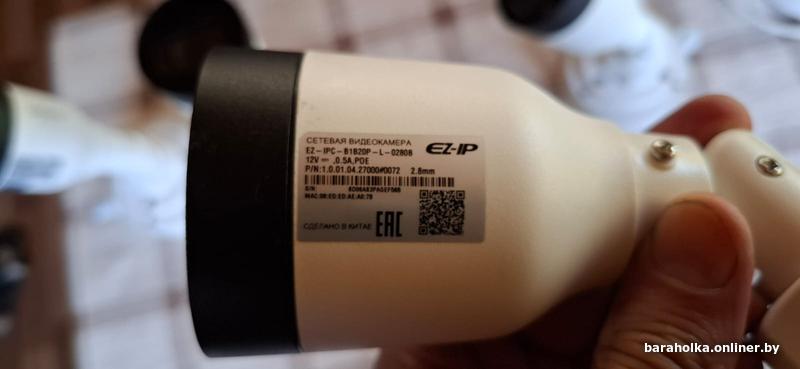 СЕТЕВАЯ ВИДЕОКАМЕРА
EZ-IP
EZ-IPC-B1B20P-L-0280B
12V⎓,0.5A,POE
P/N:1.0.01.04.27000#0072 2.8mm
S/N:
СДЕЛАНО В КИТАЕ
EAC
baraholka.onliner.by